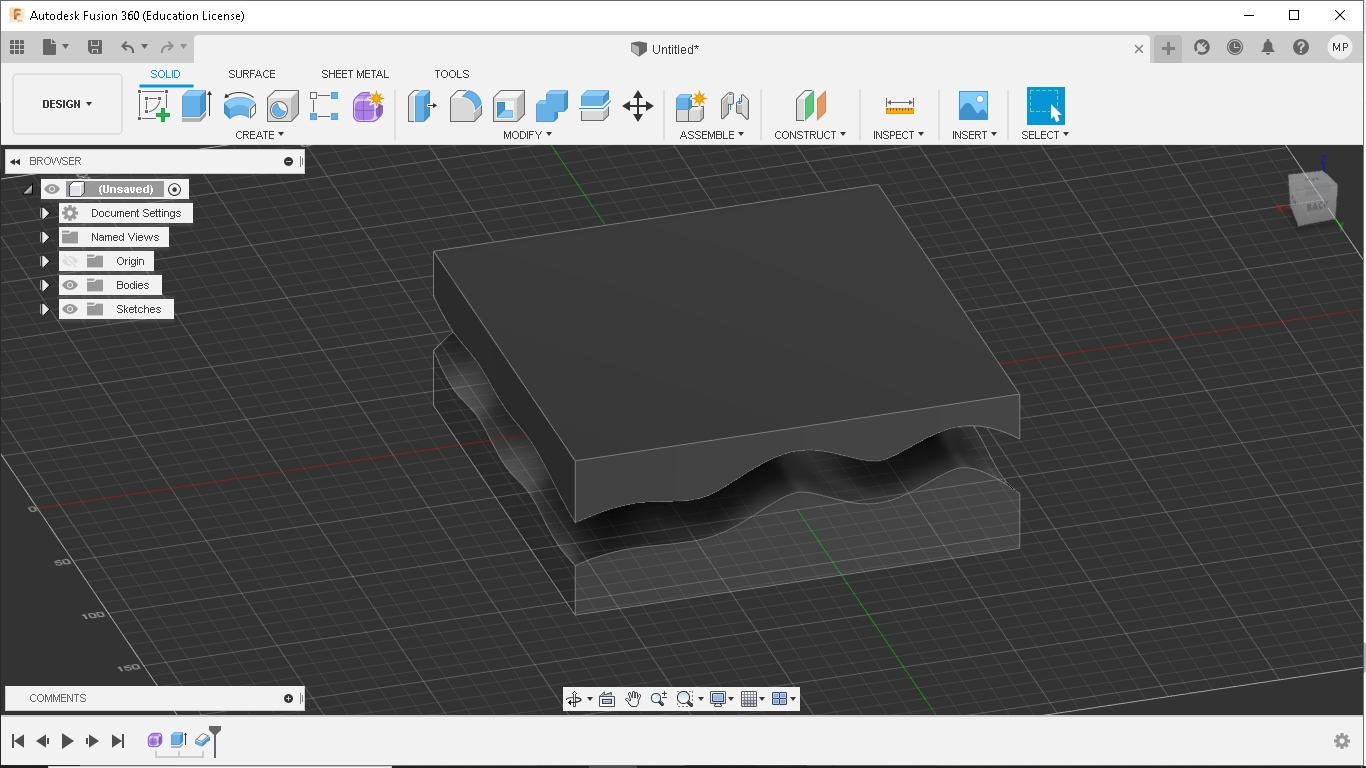 Autodesk Fusion 360 (Education License)
Untitled*
MP
SOLID
SURFACE
SHEET METAL
TOOLS
DESIGN
CREATE
MODIFY
ASSEMBLE
CONSTRUCT
INSPECT
INSERT
SELECT
BROWSER
(Unsaved)
Document Settings
Named Views
Origin
Bodies
Sketches
Z
X
BACK
Y
0
50
100
150
COMMENTS